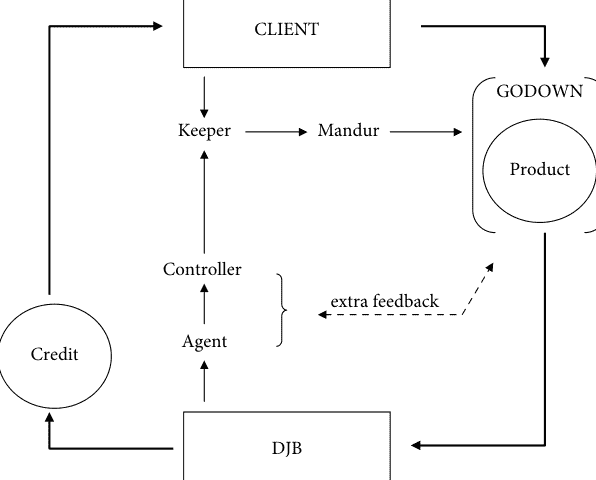 CLIENT
GODOWN
Keeper
Mandur
Product
Controller
extra feedback
Agent
Credit
DJB